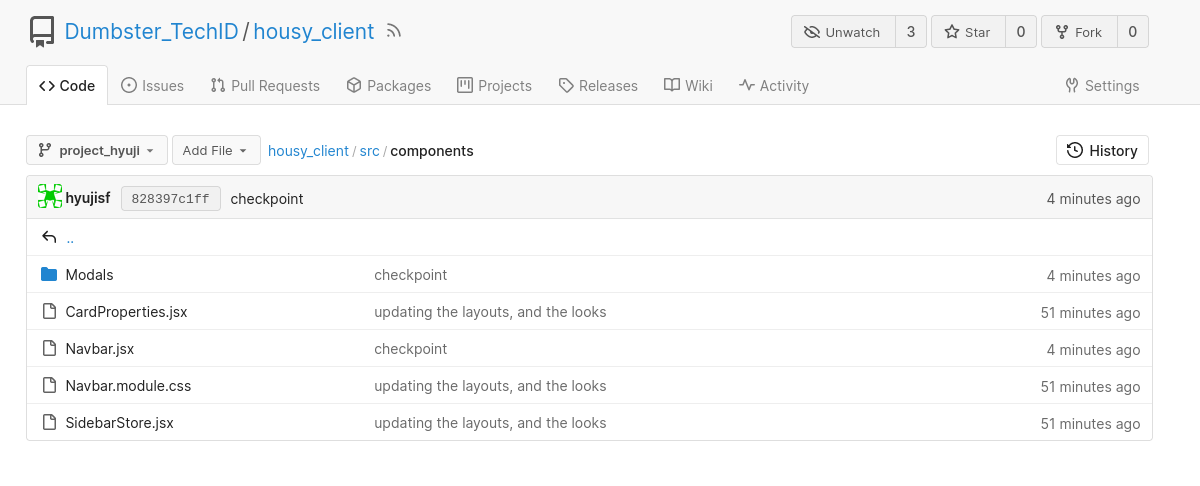 Dumbster_TechID / housy_client Unwatch 3 Star 0 Fork 0
Code Issues Pull Requests Packages Projects Releases Wiki Activity Settings
project_hyuji Add File housy_client / src / components History
hyujisf 828397c1ff checkpoint 4 minutes ago
..
Modals checkpoint 4 minutes ago
CardProperties.jsx updating the layouts, and the looks 51 minutes ago
Navbar.jsx checkpoint 4 minutes ago
Navbar.module.css updating the layouts, and the looks 51 minutes ago
SidebarStore.jsx updating the layouts, and the looks 51 minutes ago